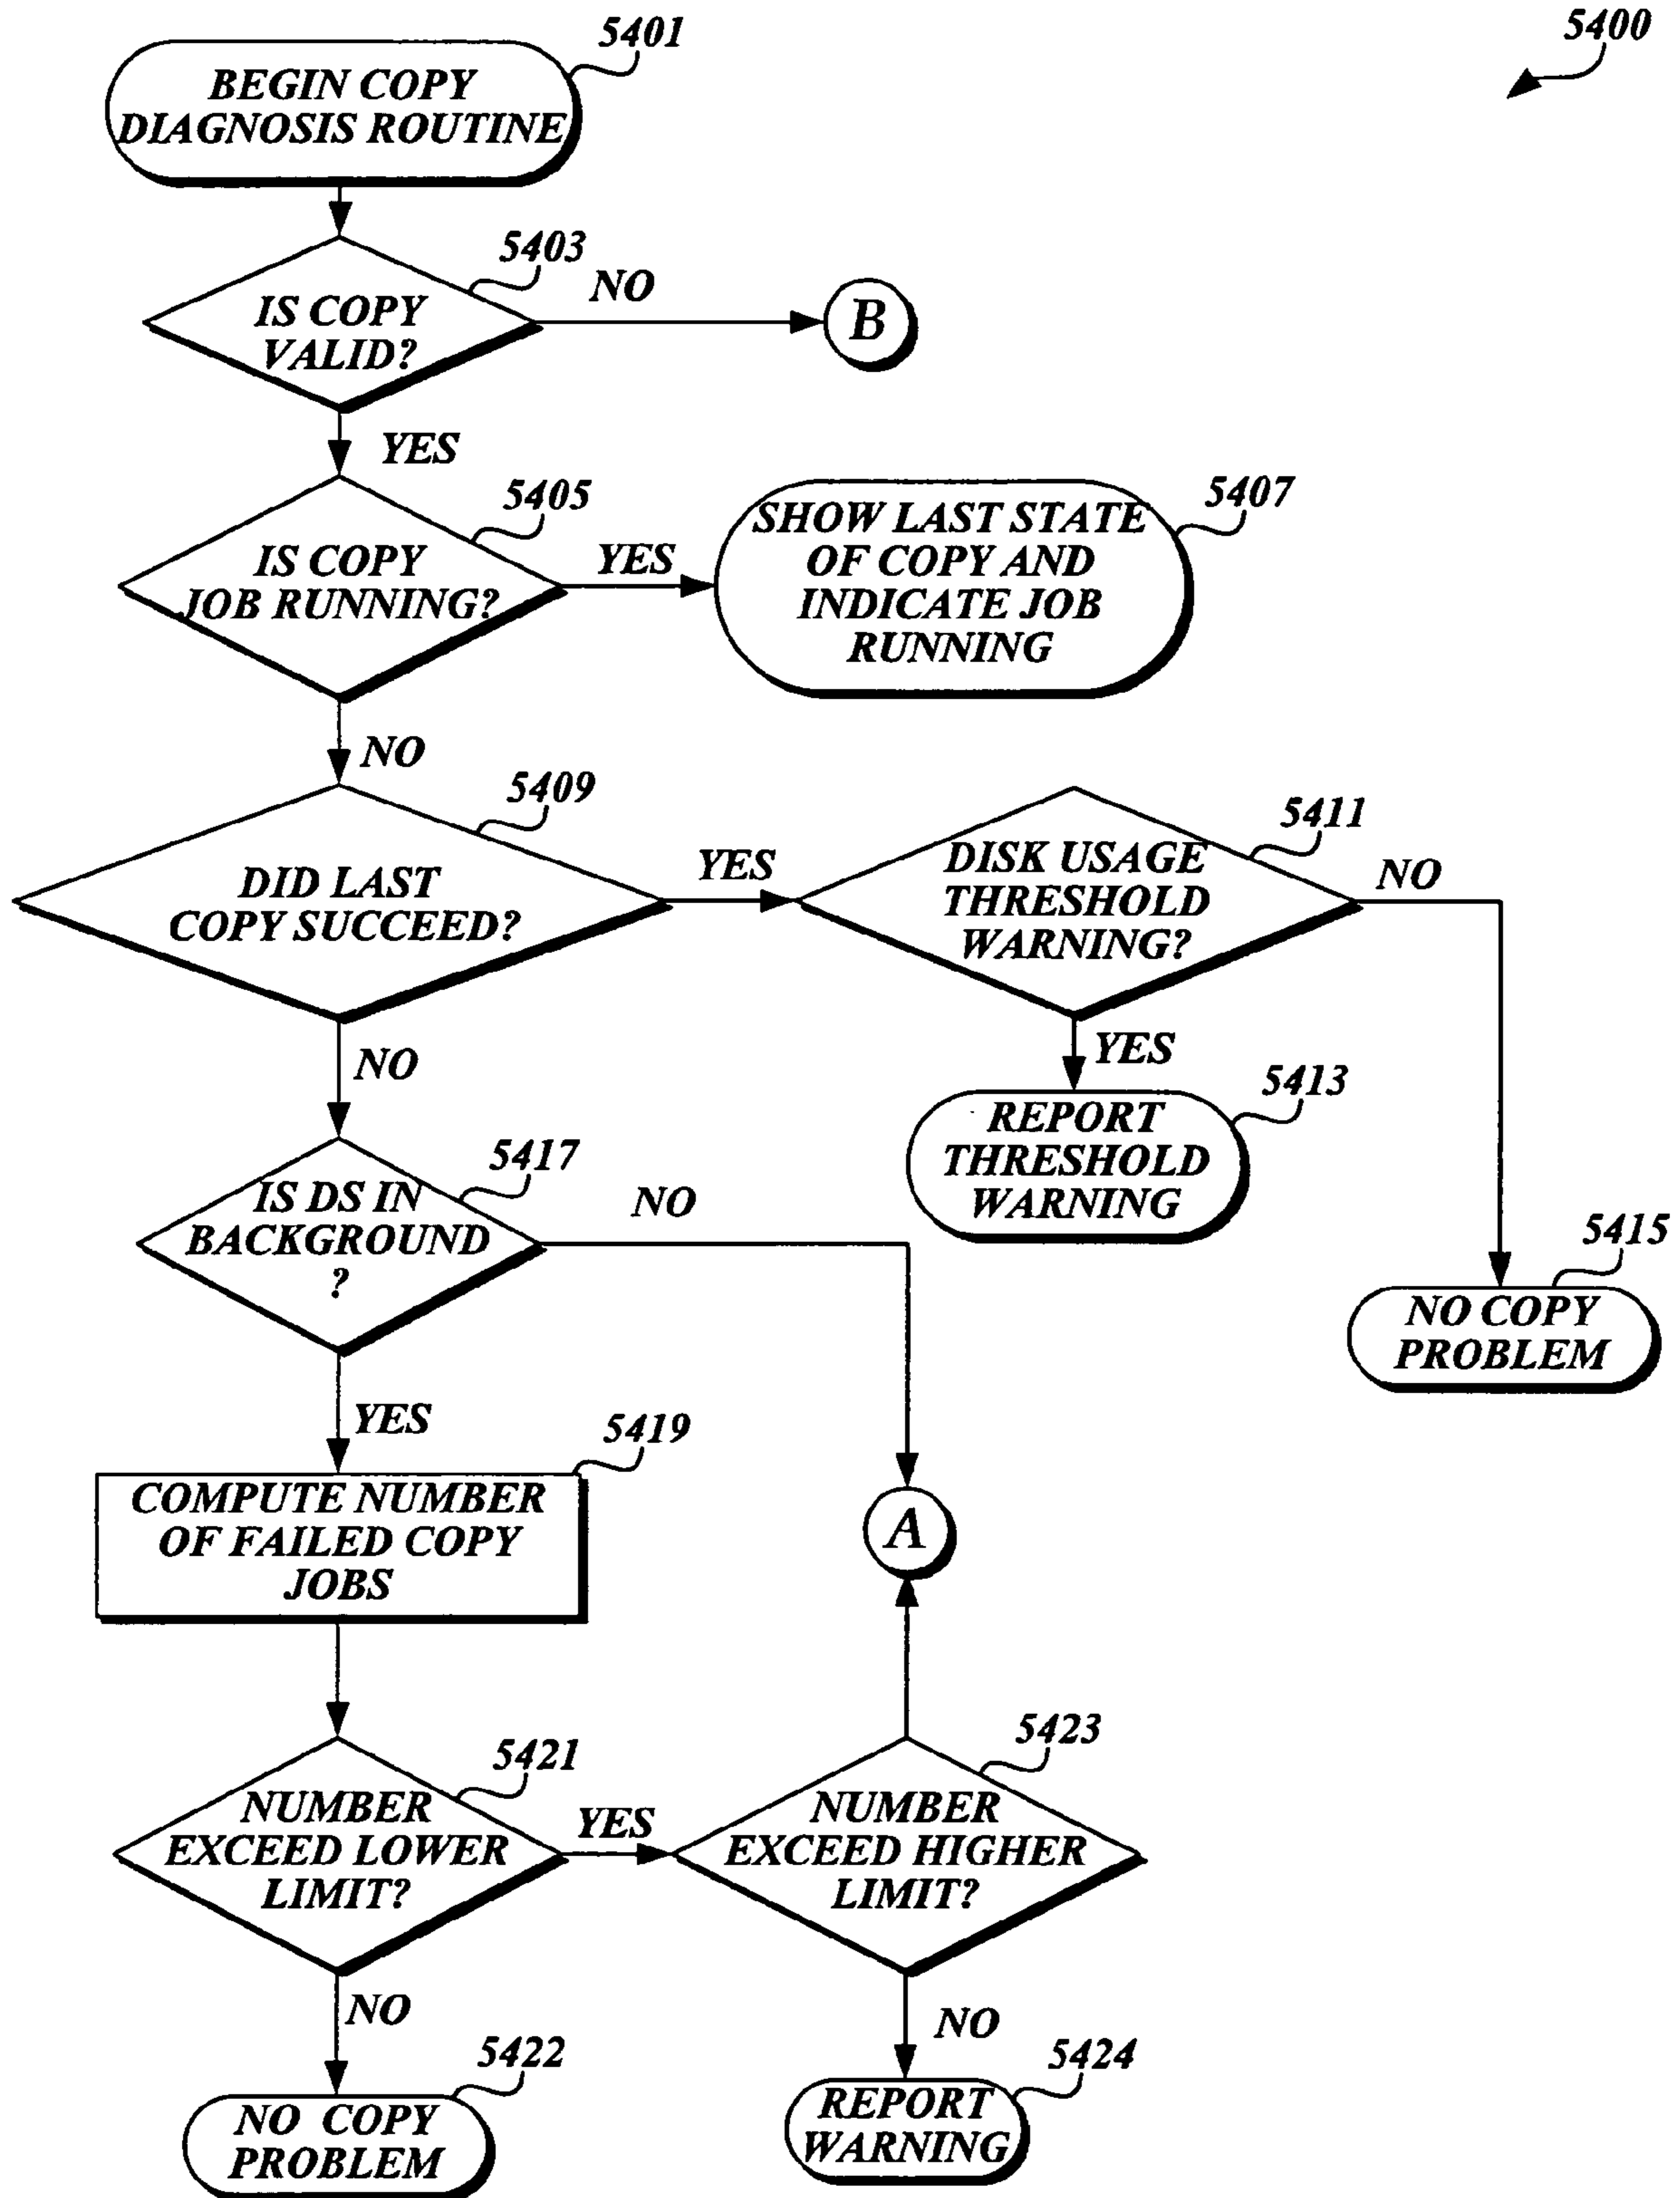 5400
5401
BEGIN COPY
DIAGNOSIS ROUTINE
5403
IS COPY
VALID?
NO
B
YES
5405
IS COPY
JOB RUNNING?
YES
5407
SHOW LAST STATE
OF COPY AND
INDICATE JOB
RUNNING
NO
5409
DID LAST
COPY SUCCEED?
YES
5411
DISK USAGE
THRESHOLD
WARNING?
NO
YES
5413
REPORT
THRESHOLD
WARNING
5415
NO COPY
PROBLEM
NO
5417
IS DS IN
BACKGROUND
?
NO
A
YES
5419
COMPUTE NUMBER
OF FAILED COPY
JOBS
5421
NUMBER
EXCEED LOWER
LIMIT?
YES
5423
NUMBER
EXCEED HIGHER
LIMIT?
NO
5422
NO COPY
PROBLEM
NO
5424
REPORT
WARNING